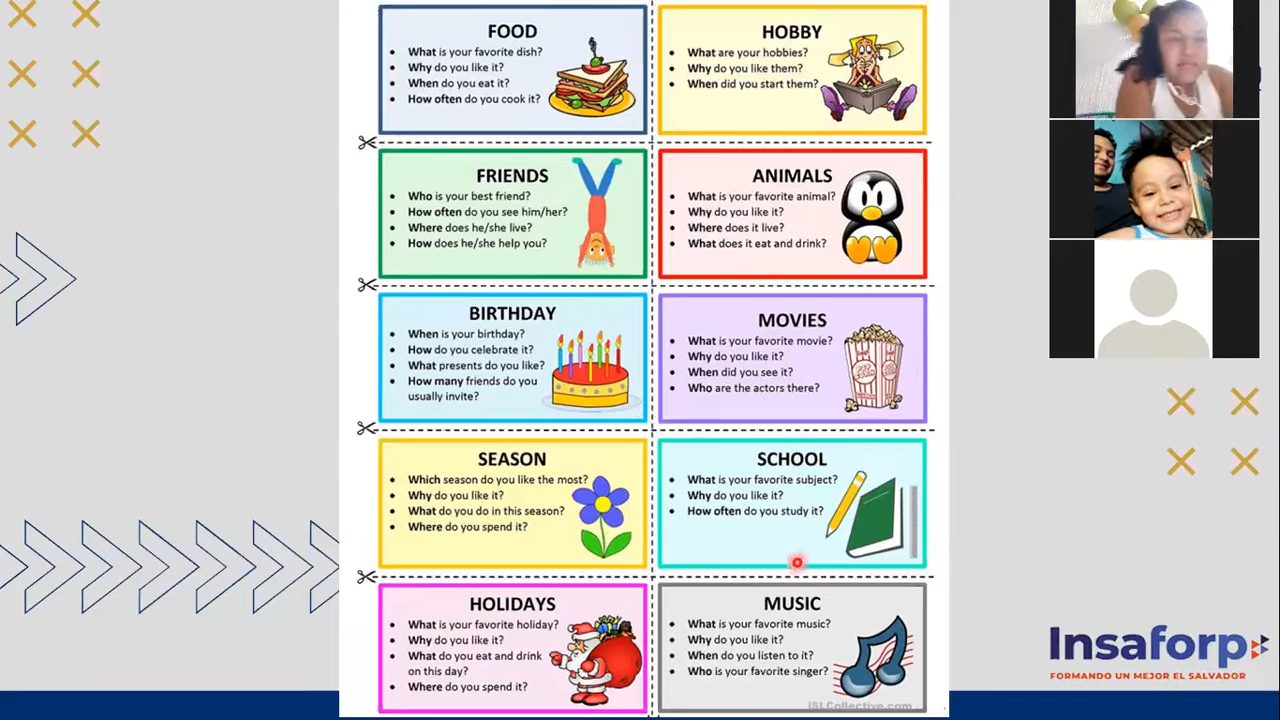 FOOD
What is your favorite dish?
Why do you like it?
When do you eat it?
How often do you cook it?
HOBBY
What are your hobbies?
Why do you like them?
When did you start them?
FRIENDS
Who is your best friend?
How often do you see him/her?
Where does he/she live?
How does he/she help you?
ANIMALS
What is your favorite animal?
Why do you like it?
Where does it live?
What does it eat and drink?
BIRTHDAY
When is your birthday?
How do you celebrate it?
What presents do you like?
How many friends do you
usually invite?
MOVIES
What is your favorite movie?
Why do you like it?
When did you see it?
Who are the actors there?
SEASON
Which season do you like the most?
Why do you like it?
What do you do in this season?
Where do you spend it?
SCHOOL
What is your favorite subject?
Why do you like it?
How often do you study it?
HOLIDAYS
What is your favorite holiday?
Why do you like it?
What do you eat and drink
on this day?
Where do you spend it?
MUSIC
What is your favorite music?
Why do you like it?
When do you listen to it?
Who is your favorite singer?
iSLCollective.com
Insaforp
FORMANDO UN MEJOR EL SALVADOR